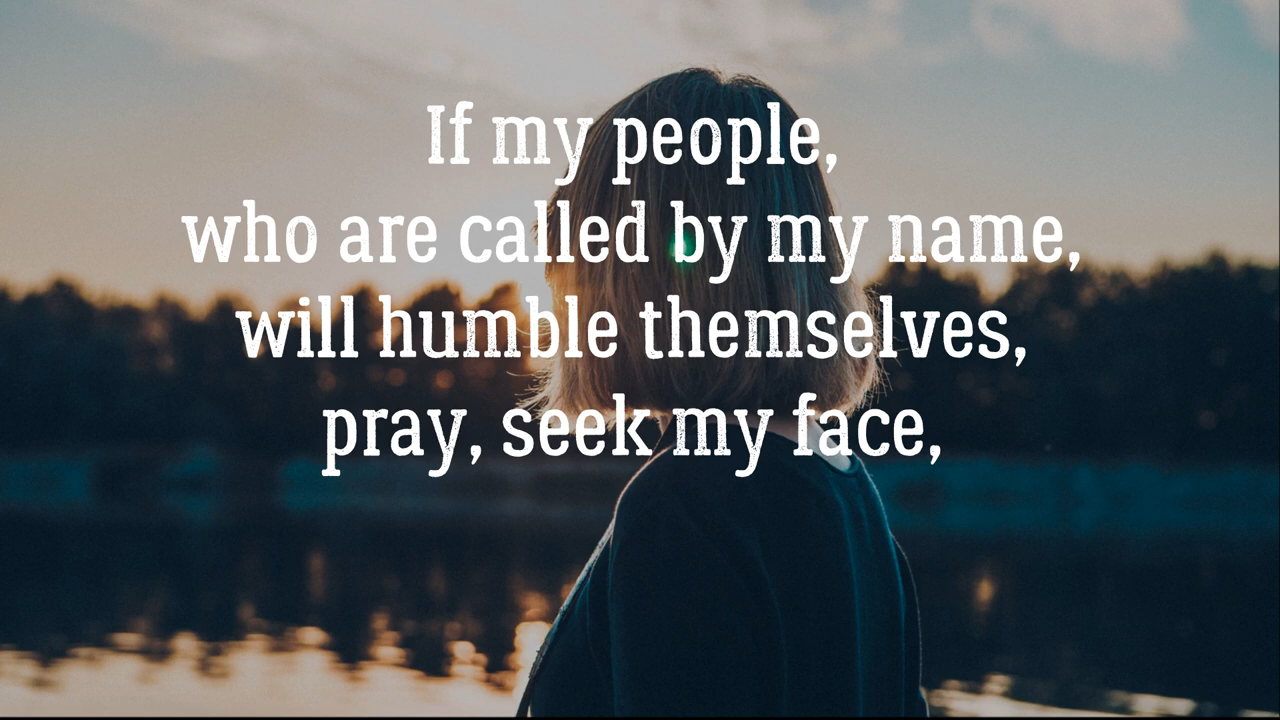 If my people,
who are called by my name,
will humble themselves,
pray, seek my face,